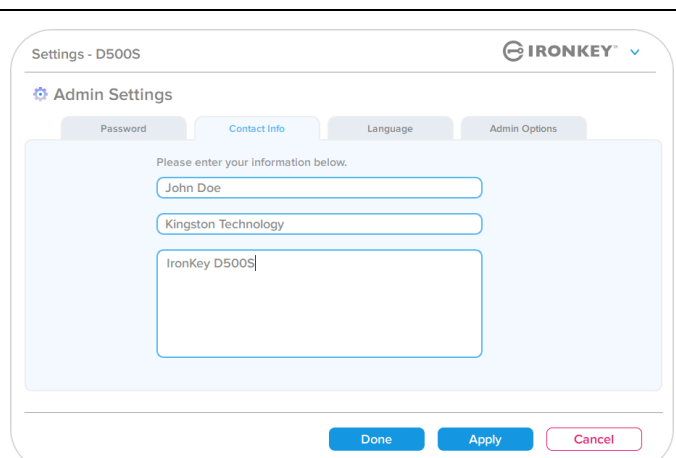 Settings - D500S
IRONKEY
Admin Settings
Password
Contact Info
Language
Admin Options
Please enter your information below.
John Doe
Kingston Technology
IronKey D500S
Done
Apply
Cancel